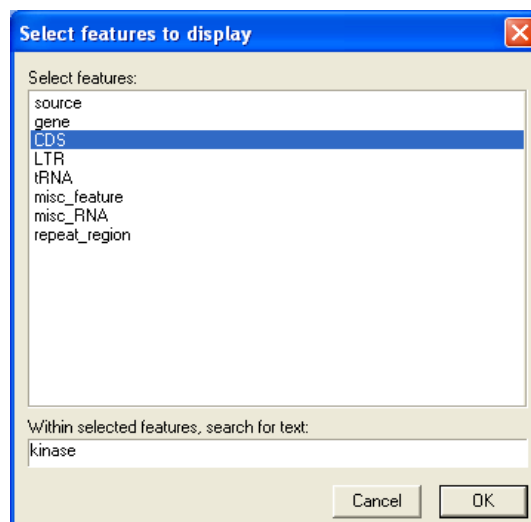 Select features to display
Select features:
source
gene
CDS
LTR
tRNA
misc_feature
misc_RNA
repeat_region
Within selected features, search for text:
kinase
Cancel
OK